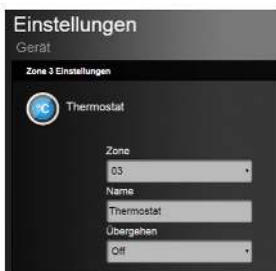 Einstellungen
Gerät
Zone 3 Einstellungen
°C
Thermostat
Zone
03
Name
Thermostat
Übergehen
Off